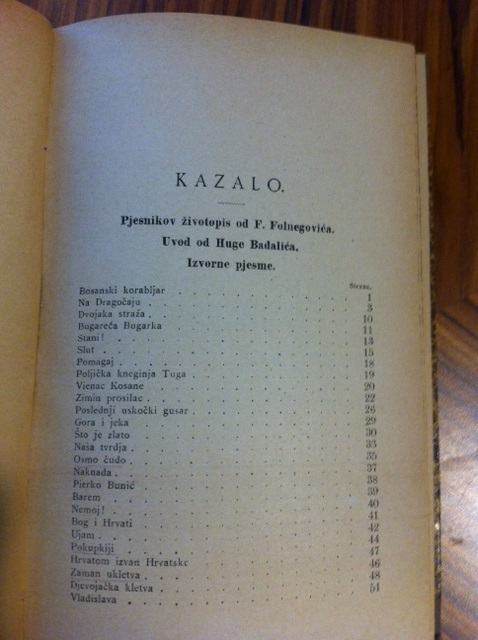 KAZALO.
Pjesnikov životopis od F. Folnegovića.
Uvod od Huge Badalića.
Izvorne pjesme.
Strana.
Bosanski korabljar . . . . . . . . . . 1
Na Dragočaju . . . . . . . . . . . 3
Dvojaka straža . . . . . . . . . . . 10
Bugareća Bugarka . . . . . . . . . . 11
Stani! . . . . . . . . . . . . . 13
Slut . . . . . . . . . . . . . 15
Pomagaj . . . . . . . . . . . . 18
Poljička kneginja Tuga . . . . . . . . . 19
Vienac Kosane . . . . . . . . . . . 20
Zimin prosilac . . . . . . . . . . . 22
Poslednji uskočki gusar . . . . . . . . . 26
Gora i jeka . . . . . . . . . . . 29
Što je zlato . . . . . . . . . . . 30
Naša tvrdja . . . . . . . . . . . 33
Osmo čudo . . . . . . . . . . . . 35
Naknada . . . . . . . . . . . . 37
Pierko Bunić . . . . . . . . . . . 38
Barem . . . . . . . . . . . . . 39
Nemoj! . . . . . . . . . . . . . 40
Bog i Hrvati . . . . . . . . . . . 41
Ujam . . . . . . . . . . . . . 42
Pokupkiji . . . . . . . . . . . . 44
Hrvatom izvan Hrvatske . . . . . . . . . 47
Zaman ukletva . . . . . . . . . . . 46
Djevojačka kletva . . . . . . . . . . 48
Vladislava . . . . . . . . . . . . 51